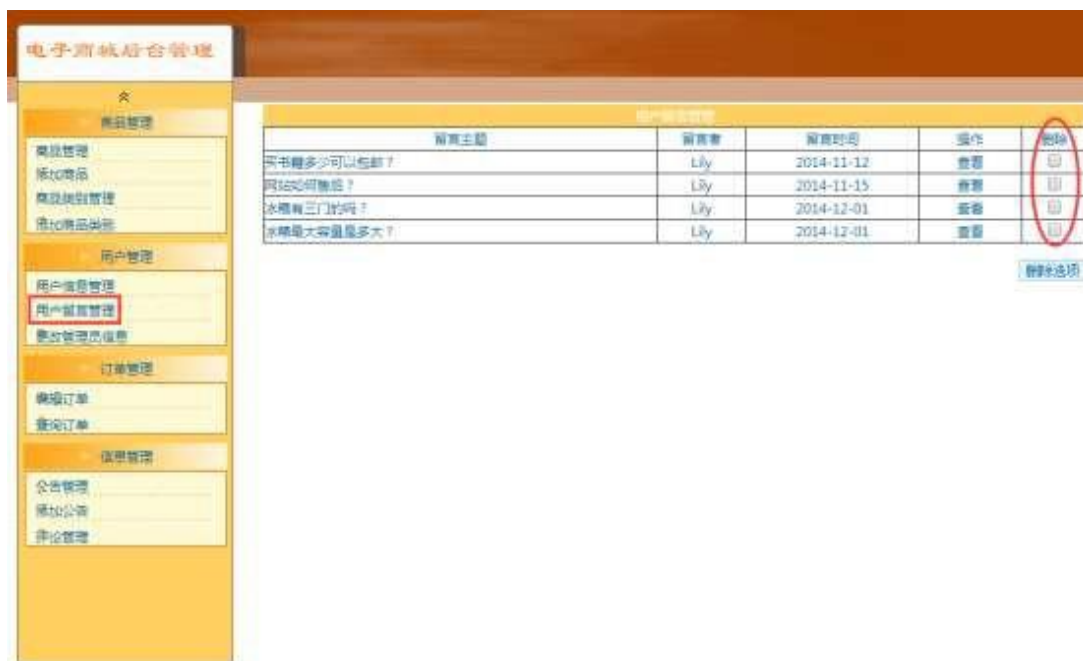 电子商城后台管理
商品管理
商品管理
添加商品
商品类别管理
添加商品类别
用户管理
用户信息管理
用户留言管理
更改管理员信息
订单管理
编辑订单
查询订单
信息管理
公告管理
添加公告
评论管理
用户留言管理
留言主题 留言者 留言时间 操作 删除
买书籍多少可以包邮？ Lily 2014-11-12 查看
网站如何售后？ Lily 2014-11-15 查看
冰箱有三门的吗？ Lily 2014-12-01 查看
冰箱最大容量是多大？ Lily 2014-12-01 查看
删除选项